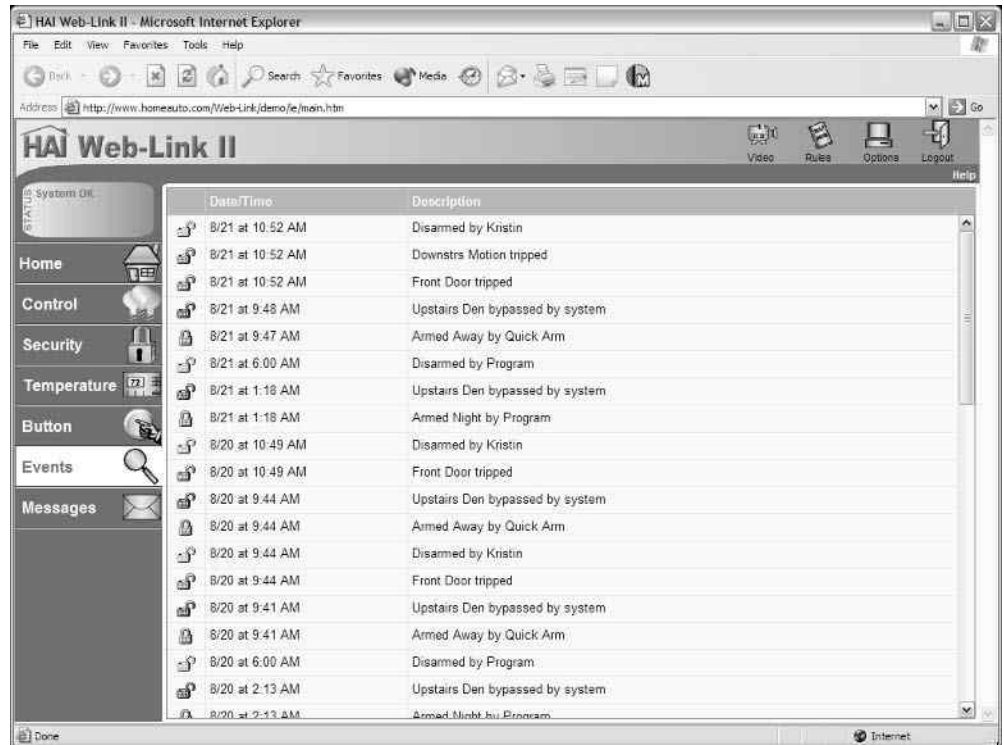 HAI Web-Link II - Microsoft Internet Explorer
File Edit View Favorites Tools Help
Back Search Favorites Media
Address http://www.homeauto.com/Web-Link/demo/ie/main.htm Go
HAI Web-Link II
Video Rules Options Logout
Help
STATUS System OK.
Date/Time Description
8/21 at 10:52 AM Disarmed by Kristin
8/21 at 10:52 AM Downstrs Motion tripped
8/21 at 10:52 AM Front Door tripped
8/21 at 9:48 AM Upstairs Den bypassed by system
8/21 at 9:47 AM Armed Away by Quick Arm
8/21 at 6:00 AM Disarmed by Program
8/21 at 1:18 AM Upstairs Den bypassed by system
8/21 at 1:18 AM Armed Night by Program
8/20 at 10:49 AM Disarmed by Kristin
8/20 at 10:49 AM Front Door tripped
8/20 at 9:44 AM Upstairs Den bypassed by system
8/20 at 9:44 AM Armed Away by Quick Arm
8/20 at 9:44 AM Disarmed by Kristin
8/20 at 9:44 AM Front Door tripped
8/20 at 9:41 AM Upstairs Den bypassed by system
8/20 at 9:41 AM Armed Away by Quick Arm
8/20 at 6:00 AM Disarmed by Program
8/20 at 2:13 AM Upstairs Den bypassed by system
8/20 at 2:13 AM Armed Night by Program
Home
Control
Security
Temperature 72
Button
Events
Messages
Done Internet